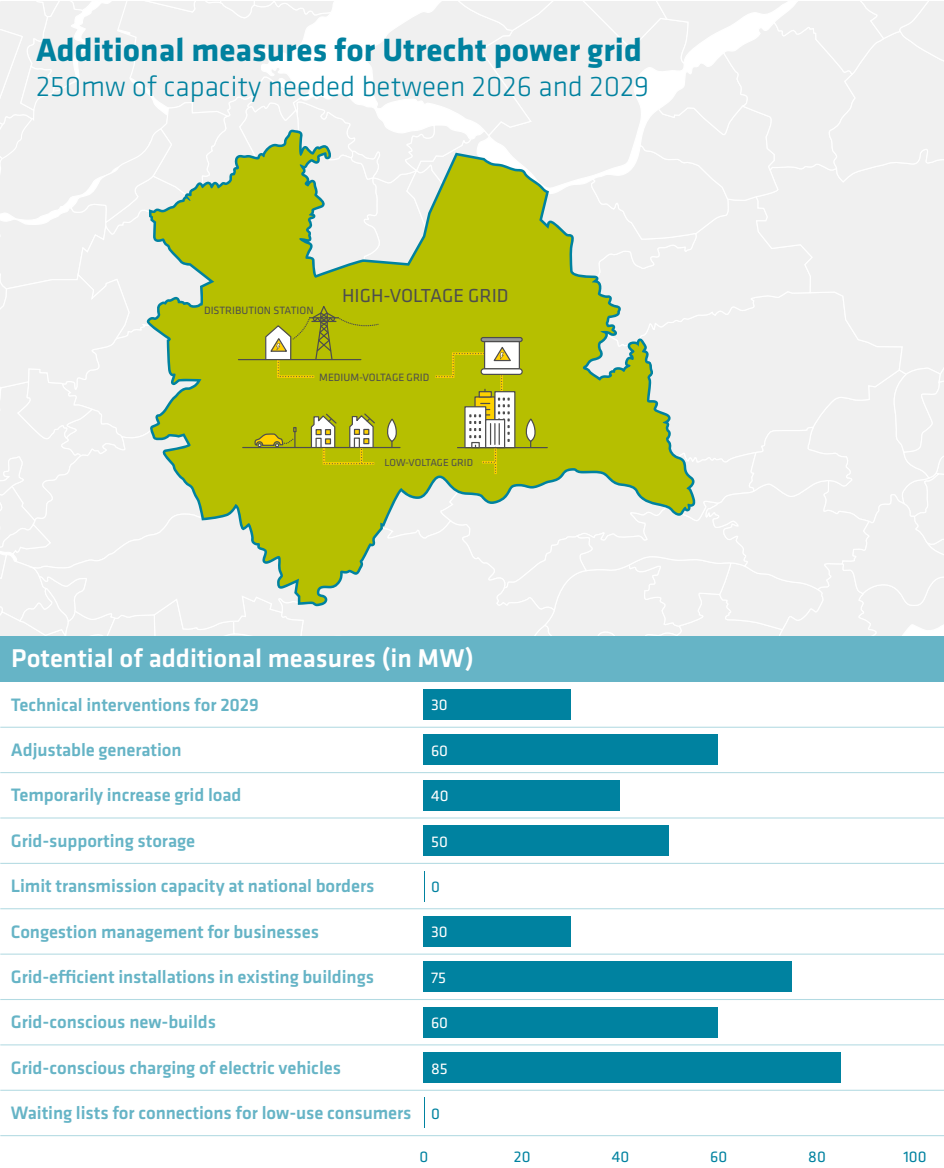 Additional measures for Utrecht power grid
250mw of capacity needed between 2026 and 2029
HIGH-VOLTAGE GRID
DISTRIBUTION STATION
MEDIUM-VOLTAGE GRID
LOW-VOLTAGE GRID
Potential of additional measures (in MW)
Technical interventions for 2029 30
Adjustable generation 60
Temporarily increase grid load 40
Grid-supporting storage 50
Limit transmission capacity at national borders 0
Congestion management for businesses 30
Grid-efficient installations in existing buildings 75
Grid-conscious new-builds 60
Grid-conscious charging of electric vehicles 85
Waiting lists for connections for low-use consumers 0
0 20 40 60 80 100